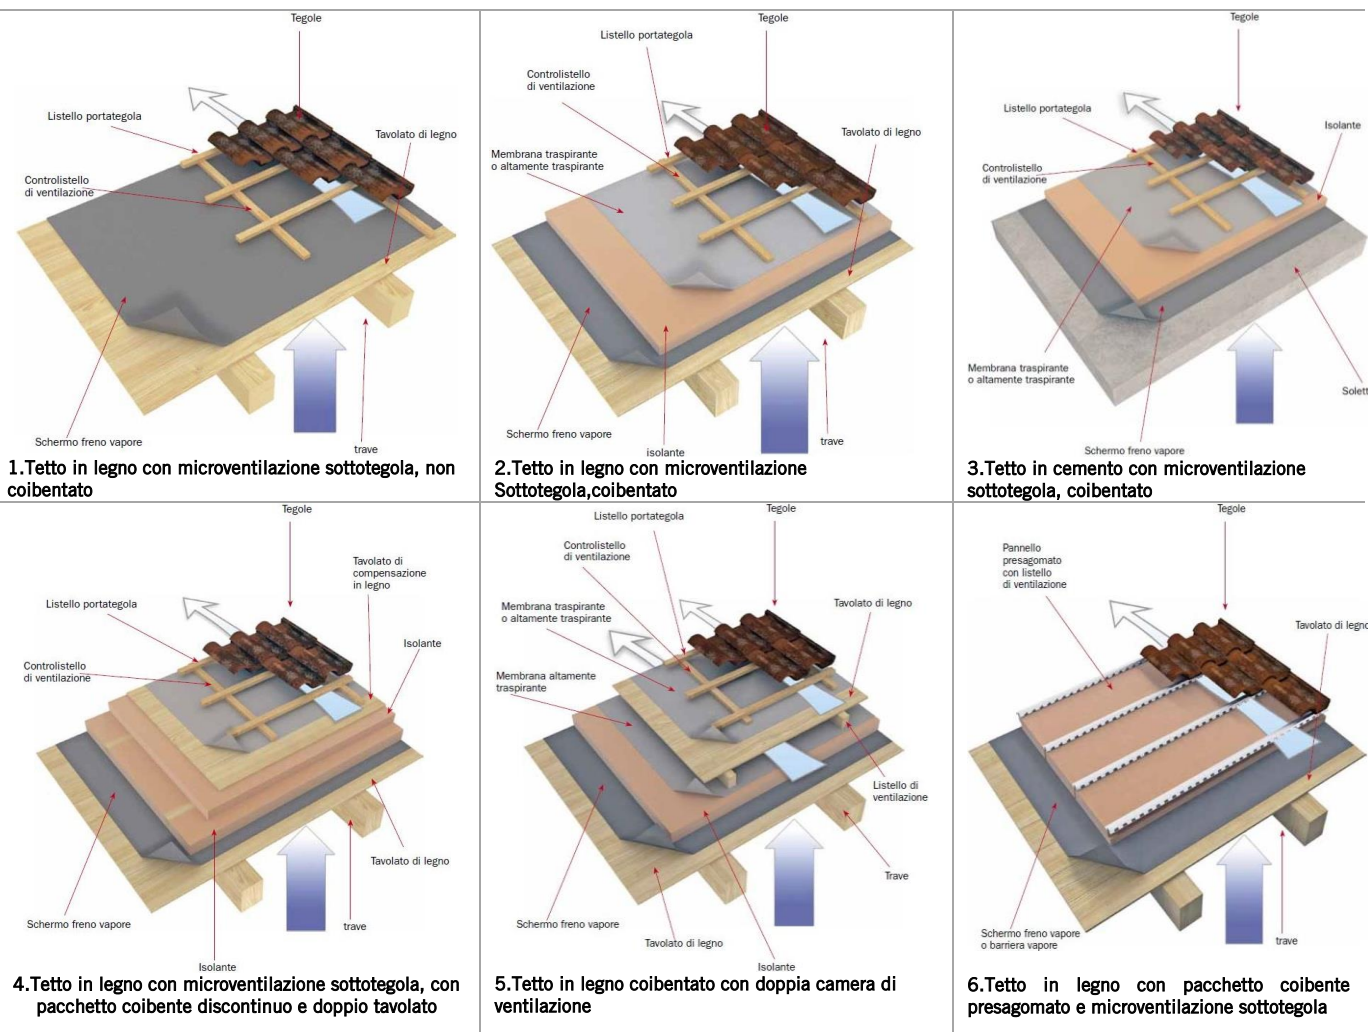 Tegole
Listello portategola
Tavolato di legno
Controlistello
di ventilazione
Schermo freno vapore
trave
1.Tetto in legno con microventilazione sottotegola, non
coibentato
Tegole
Listello portategola
Controlistello
di ventilazione
Tavolato di legno
Membrana traspirante
o altamente traspirante
Schermo freno vapore
trave
isolante
2.Tetto in legno con microventilazione
Sottotegola,coibentato
Tegole
Listello portategola
Isolante
Controlistello
di ventilazione
Membrana traspirante
o altamente traspirante
Solett
Schermo freno vapore
3.Tetto in cemento con microventilazione
sottotegola, coibentato
Tegole
Tavolato di
compensazione
in legno
Listello portategola
Isolante
Controlistello
di ventilazione
Tavolato di legno
Schermo freno vapore
trave
Isolante
4.Tetto in legno con microventilazione sottotegola, con
pacchetto coibente discontinuo e doppio tavolato
Tegole
Listello portategola
Controlistello
di ventilazione
Membrana traspirante
o altamente traspirante
Tavolato di legno
Membrana altamente
traspirante
Listello di
ventilazione
Trave
Schermo freno vapore
Tavolato di legno
Isolante
5.Tetto in legno coibentato con doppia camera di
ventilazione
Tegole
Pannello
presagomato
con listello
di ventilazione
Tavolato di legno
Schermo freno vapore
o barriera vapore
trave
6.Tetto in legno con pacchetto coibente
presagomato e microventilazione sottotegola